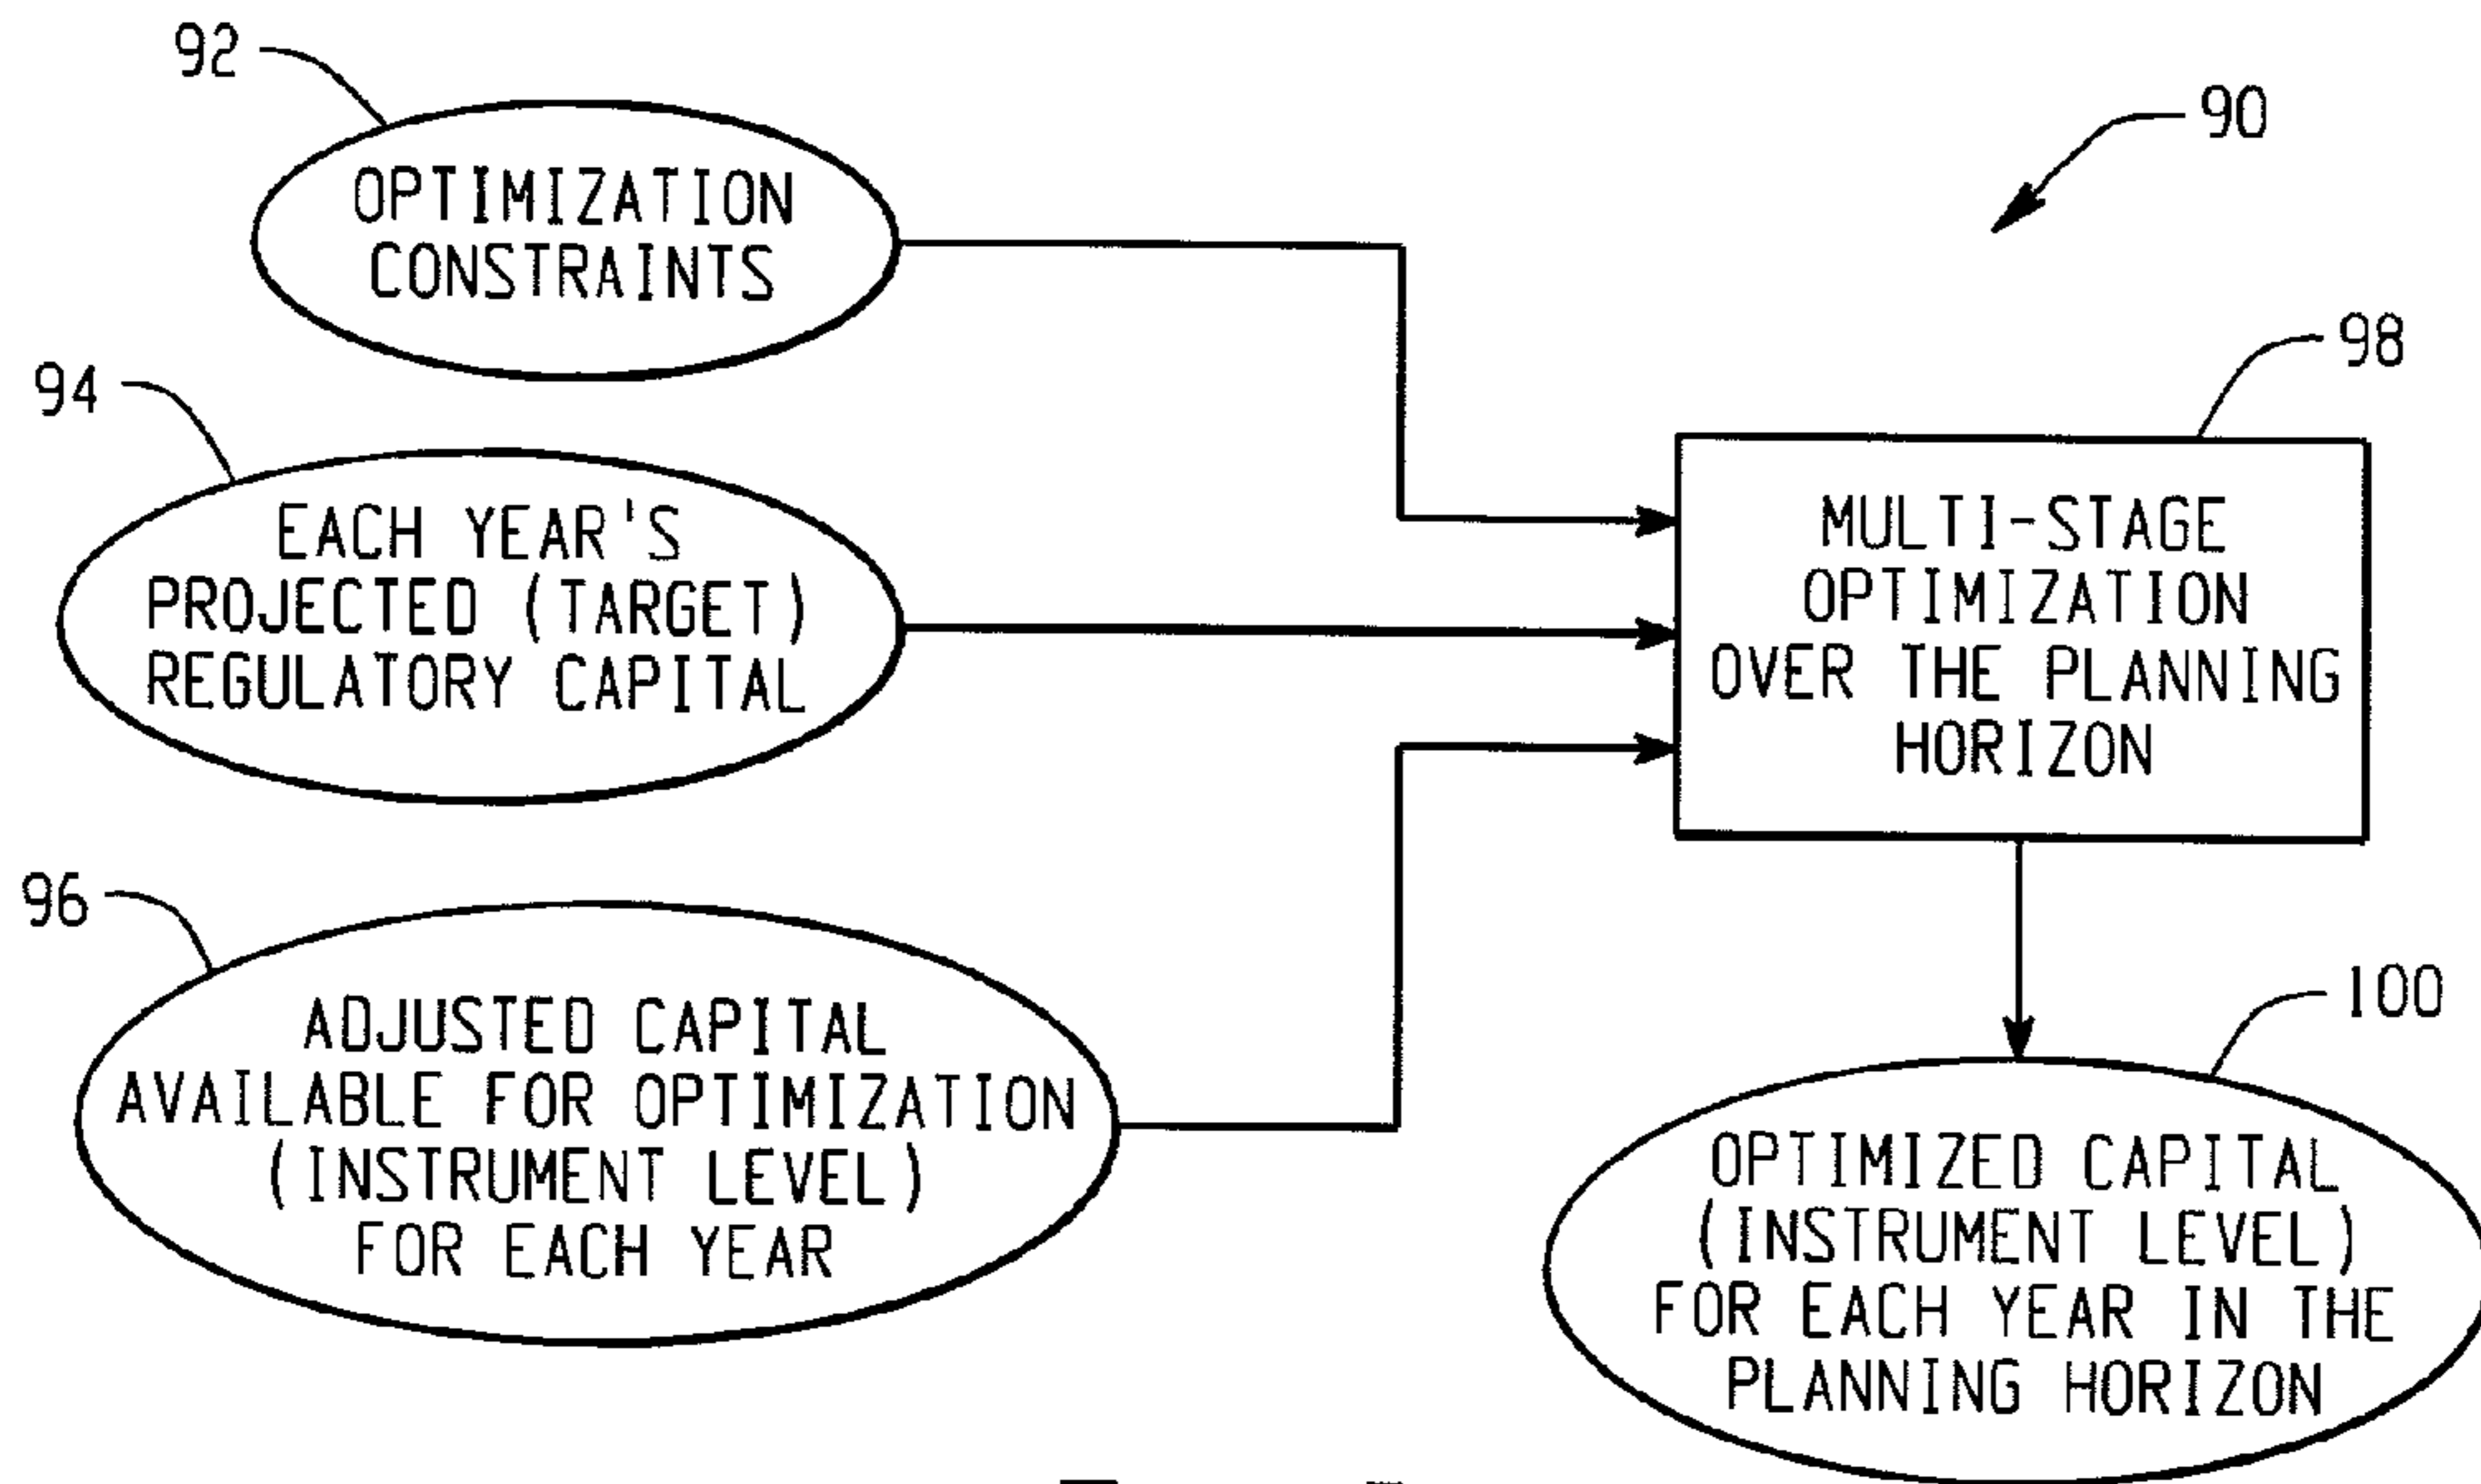 92
OPTIMIZATION
CONSTRAINTS
90
94
EACH YEAR'S
PROJECTED (TARGET)
REGULATORY CAPITAL
98
MULTI-STAGE
OPTIMIZATION
OVER THE PLANNING
HORIZON
96
ADJUSTED CAPITAL
AVAILABLE FOR OPTIMIZATION
(INSTRUMENT LEVEL)
FOR EACH YEAR
100
OPTIMIZED CAPITAL
(INSTRUMENT LEVEL)
FOR EACH YEAR IN THE
PLANNING HORIZON